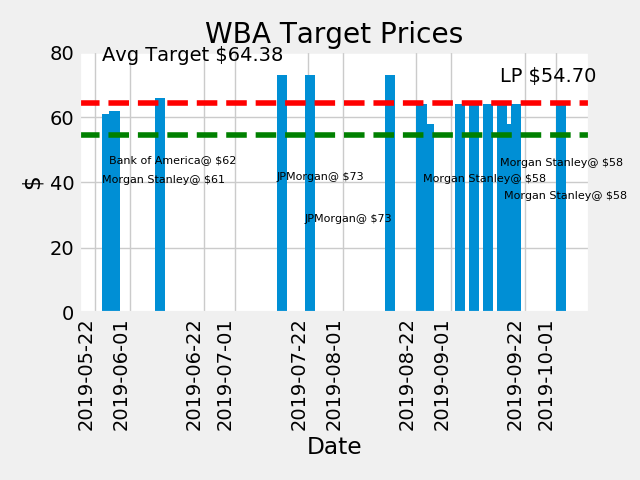 WBA Target Prices
Avg Target $64.38
LP $54.70
80
60
40
20
0
$
Bank of America@ $62
Morgan Stanley@ $61
JPMorgan@ $73
JPMorgan@ $73
Morgan Stanley@ $58
Morgan Stanley@ $58
Morgan Stanley@ $58
2019-05-22
2019-06-01
2019-06-22
2019-07-01
2019-07-22
2019-08-01
2019-08-22
2019-09-01
2019-09-22
2019-10-01
Date